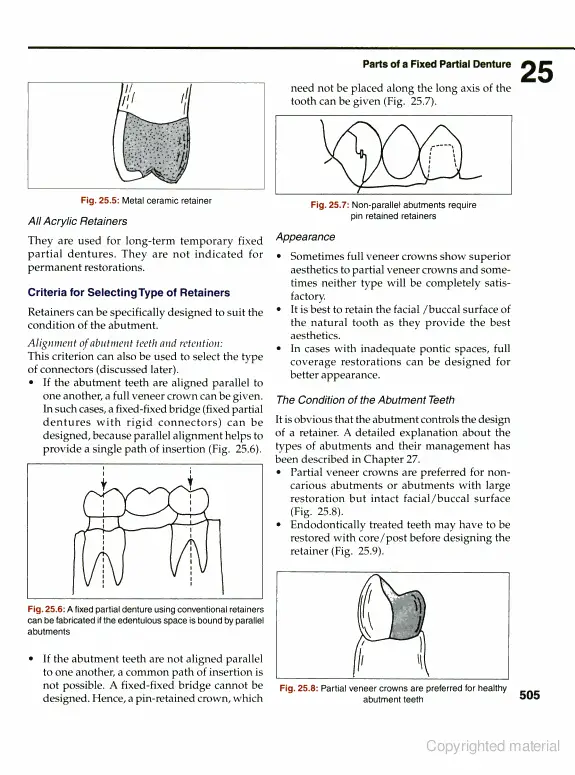 Parts of a Fixed Partial Denture
25
Fig. 25.5: Metal ceramic retainer
All Acrylic Retainers
They are used for long-term temporary fixed
partial dentures. They are not indicated for
permanent restorations.
Criteria for Selecting Type of Retainers
Retainers can be specifically designed to suit the
condition of the abutment.
Alignment of abutment teeth and retention:
This criterion can also be used to select the type
of connectors (discussed later).
• If the abutment teeth are aligned parallel to
one another, a full veneer crown can be given.
In such cases, a fixed-fixed bridge (fixed partial
dentures with rigid connectors) can be
designed, because parallel alignment helps to
provide a single path of insertion (Fig. 25.6).
Fig. 25.6: A fixed partial denture using conventional retainers
can be fabricated if the edentulous space is bound by parallel
abutments
• If the abutment teeth are not aligned parallel
to one another, a common path of insertion is
not possible. A fixed-fixed bridge cannot be
designed. Hence, a pin-retained crown, which
need not be placed along the long axis of the
tooth can be given (Fig. 25.7).
Fig. 25.7: Non-parallel abutments require
pin retained retainers
Appearance
• Sometimes full veneer crowns show superior
aesthetics to partial veneer crowns and some-
times neither type will be completely satis-
factory.
• It is best to retain the facial /buccal surface of
the natural tooth as they provide the best
aesthetics.
• In cases with inadequate pontic spaces, full
coverage restorations can be designed for
better appearance.
The Condition of the Abutment Teeth
It is obvious that the abutment controls the design
of a retainer. A detailed explanation about the
types of abutments and their management has
been described in Chapter 27.
• Partial veneer crowns are preferred for non-
carious abutments or abutments with large
restoration but intact facial/buccal surface
(Fig. 25.8).
• Endodontically treated teeth may have to be
restored with core/post before designing the
retainer (Fig. 25.9).
Fig. 25.8: Partial veneer crowns are preferred for healthy
abutment teeth
505
Copyrighted material